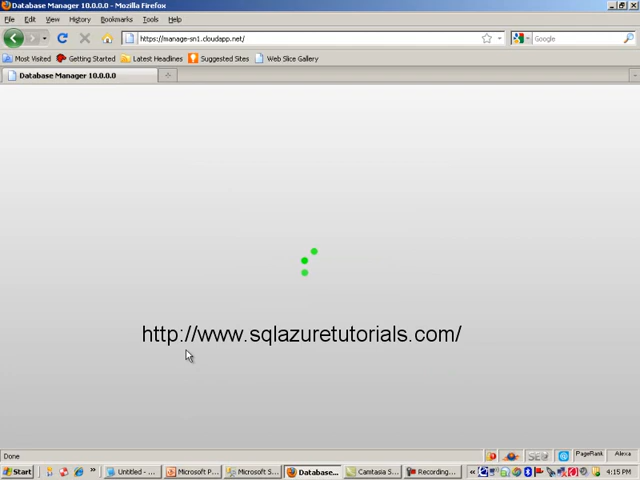 Database Manager 10.0.0.0 - Mozilla Firefox
File Edit View History Bookmarks Tools Help
https://manage-sn1.cloudapp.net/
Google
Most Visited Getting Started Latest Headlines Suggested Sites Web Slice Gallery
Database Manager 10.0.0.0
http://www.sqlazuretutorials.com/
Done
PageRank Alexa
Start Untitled - ... Microsoft P... Microsoft S... Database... Camtasia S... Recording... 4:15 PM